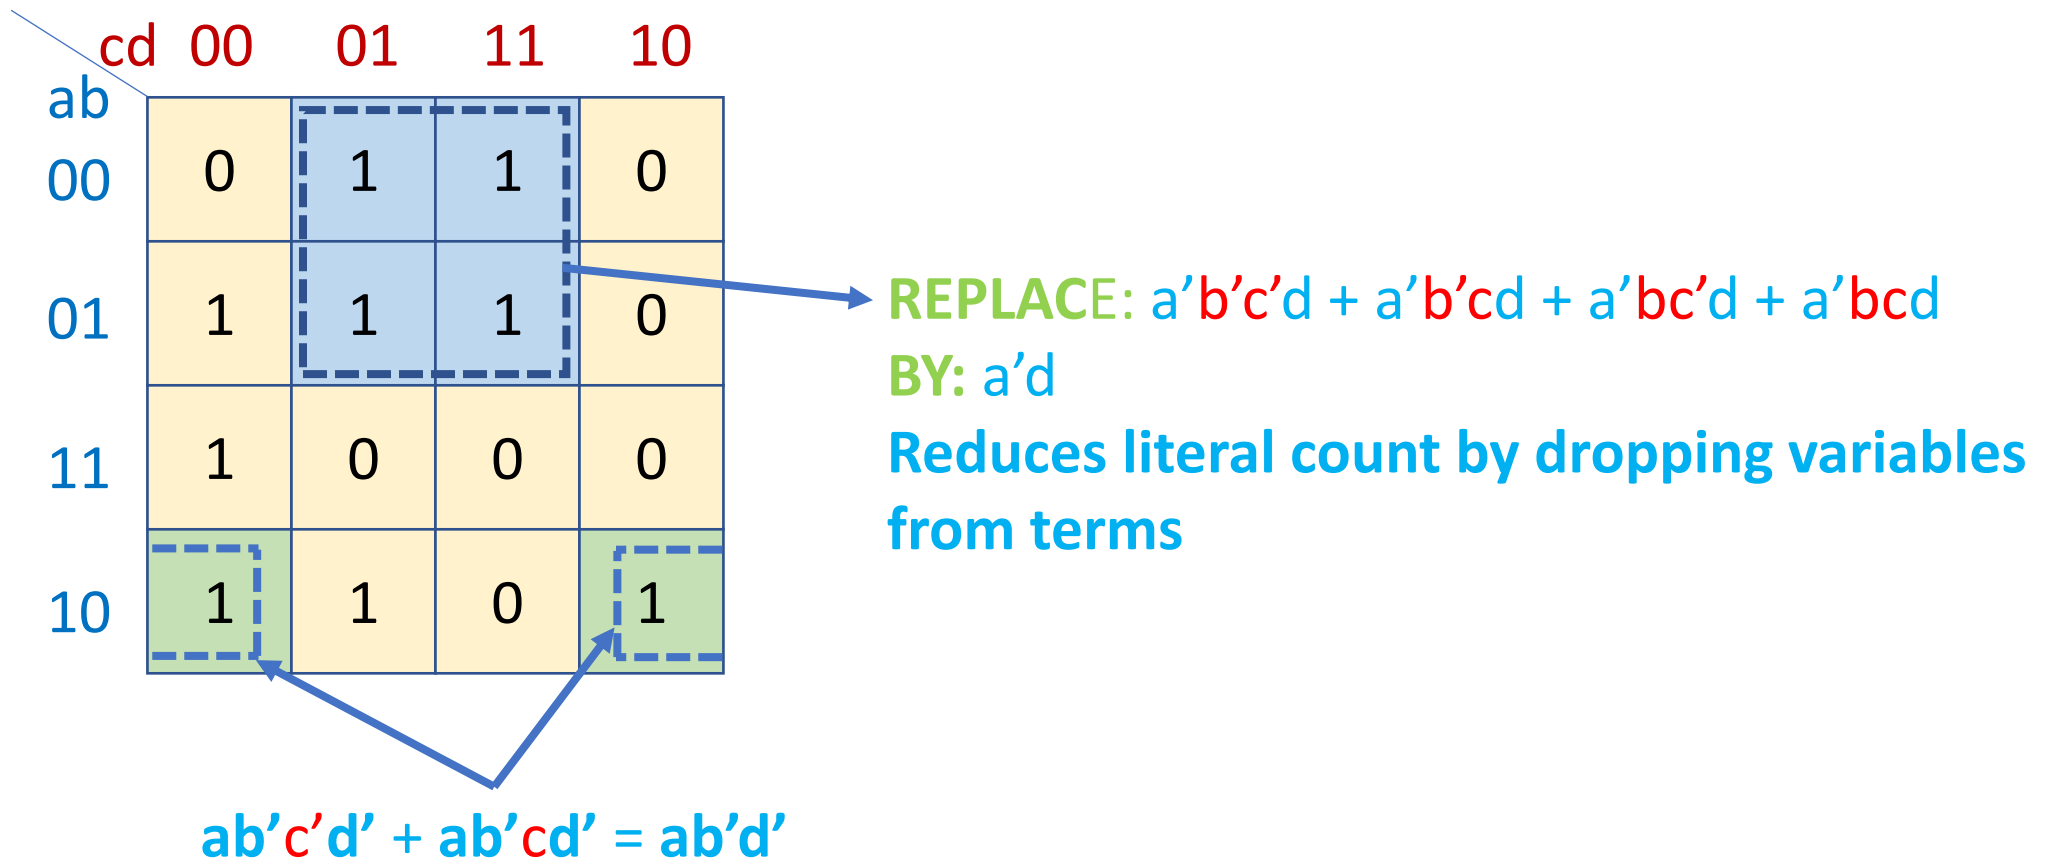 cd 00 01 11 10
ab
00 0 1 1 0
01 1 1 1 0
11 1 0 0 0
10 1 1 0 1
REPLACE: a’b’c’d + a’b’cd + a’bc’d + a’bcd
BY: a’d
Reduces literal count by dropping variables
from terms
ab’c’d’ + ab’cd’ = ab’d’